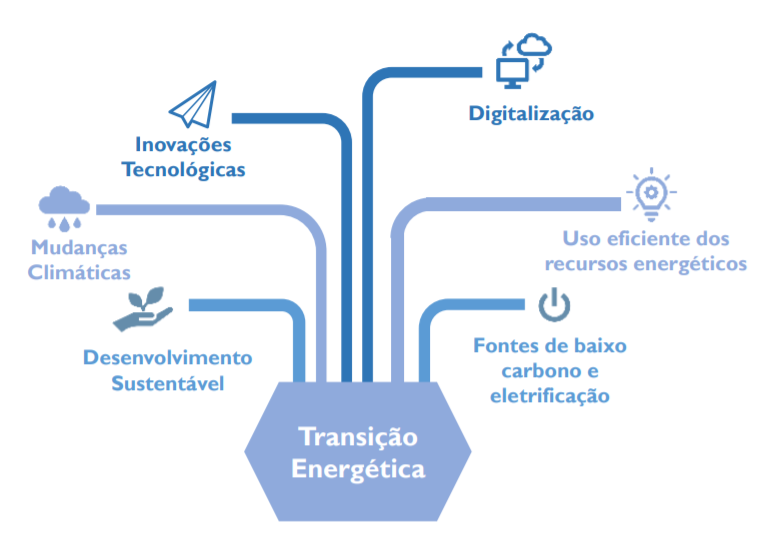 Digitalização
Inovações
Tecnológicas
Mudanças
Climáticas
Uso eficiente dos
recursos energéticos
Desenvolvimento
Sustentável
Fontes de baixo
carbono e
eletrificação
Transição
Energética